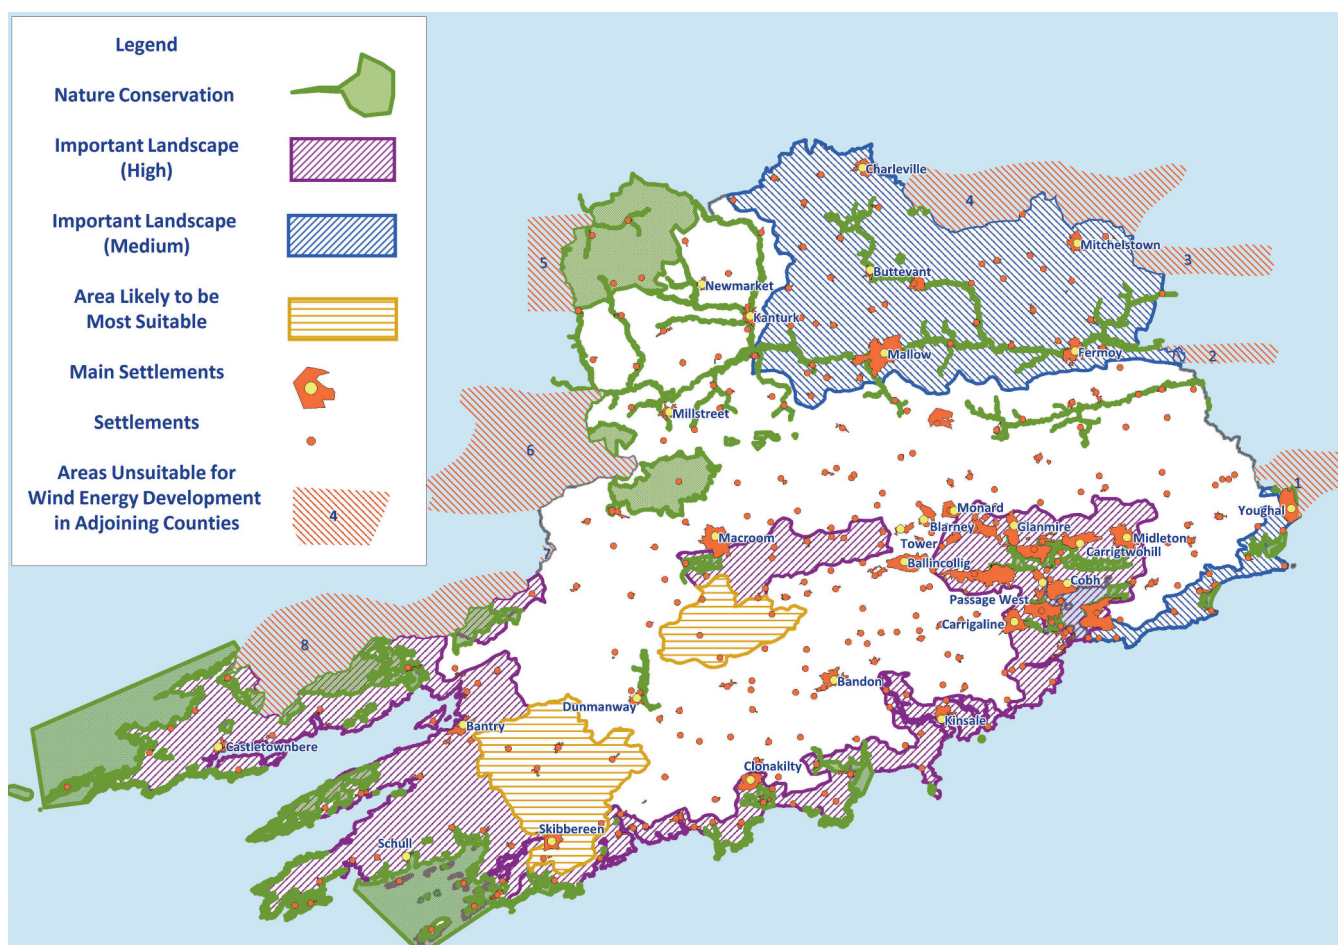 Legend
Nature Conservation
Important Landscape
(High)
Important Landscape
(Medium)
Area Likely to be
Most Suitable
Main Settlements
Settlements
Areas Unsuitable for
Wind Energy Development
in Adjoining Counties
4
Charleville
4
Mitchelstown
3
5
Buttevant
Newmarket
Kanturk
Mallow
Fermoy
2
Millstreet
6
1
Youghal
Monard
Blarney
Glanmire
Tower
Midleton
Carrigtwohill
Macroom
Ballincollig
Cobh
Passage West
Carrigaline
8
Bandon
Dunmanway
Kinsale
Bantry
Castletownbere
Clonakilty
Skibbereen
Schull